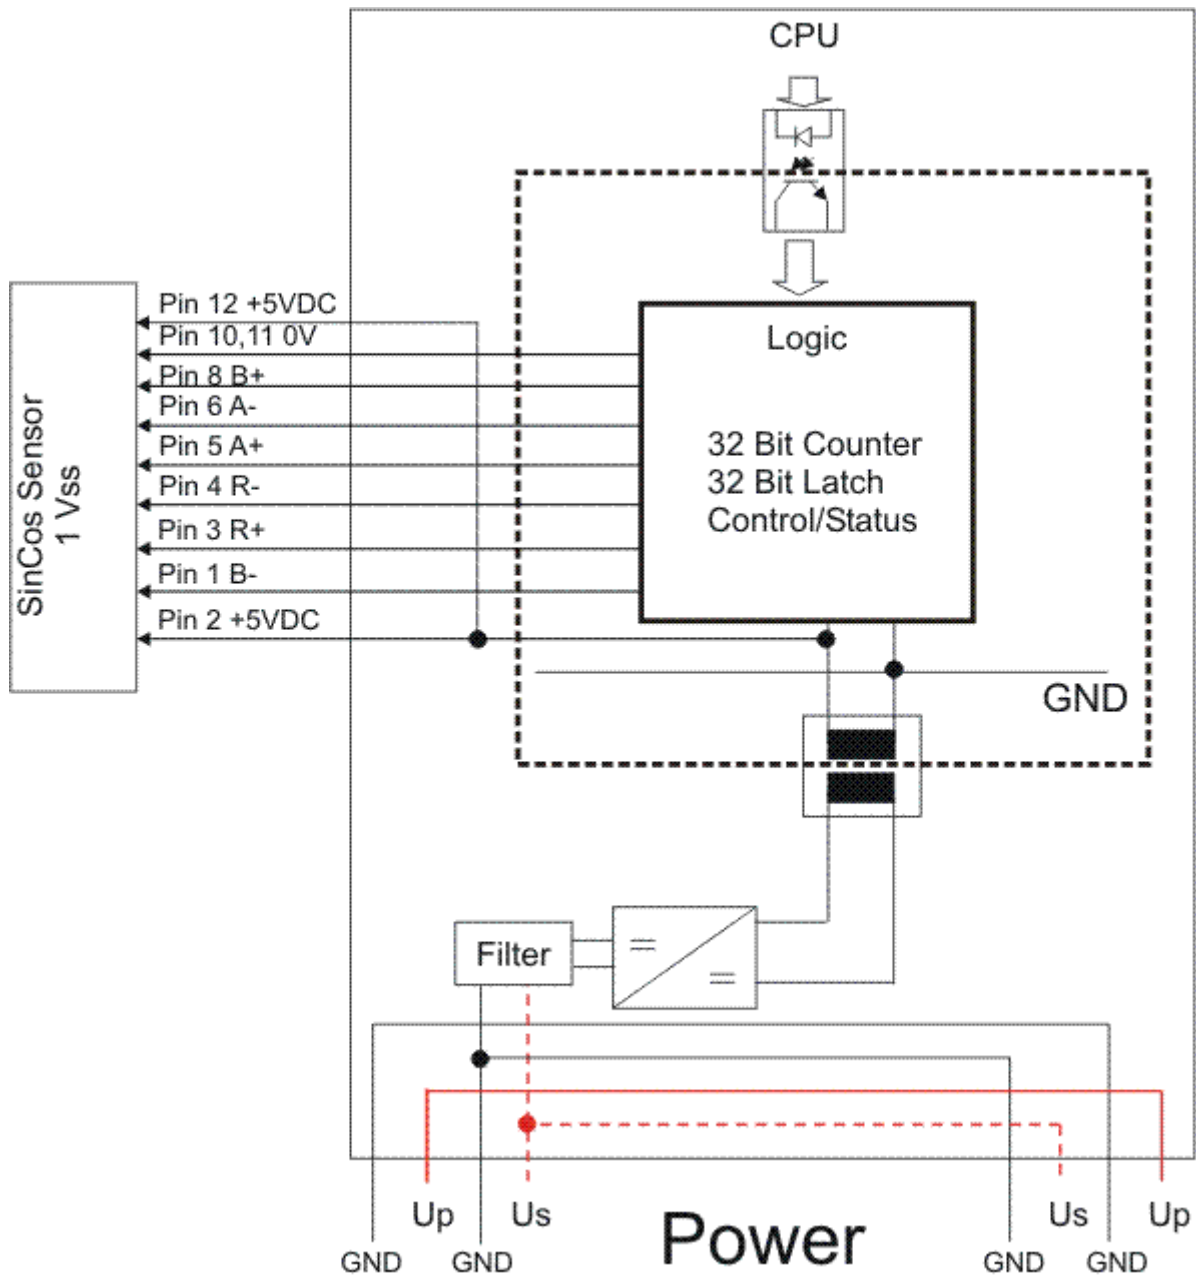 CPU
Pin 12 +5VDC
Pin 10,11 0V
Pin 8 B+
Pin 6 A-
Pin 5 A+
Pin 4 R-
Pin 3 R+
Pin 1 B-
Pin 2 +5VDC
SinCos Sensor
1 Vss
Logic
32 Bit Counter
32 Bit Latch
Control/Status
GND
Filter
Up
Us
Us
Up
Power
GND
GND
GND
GND